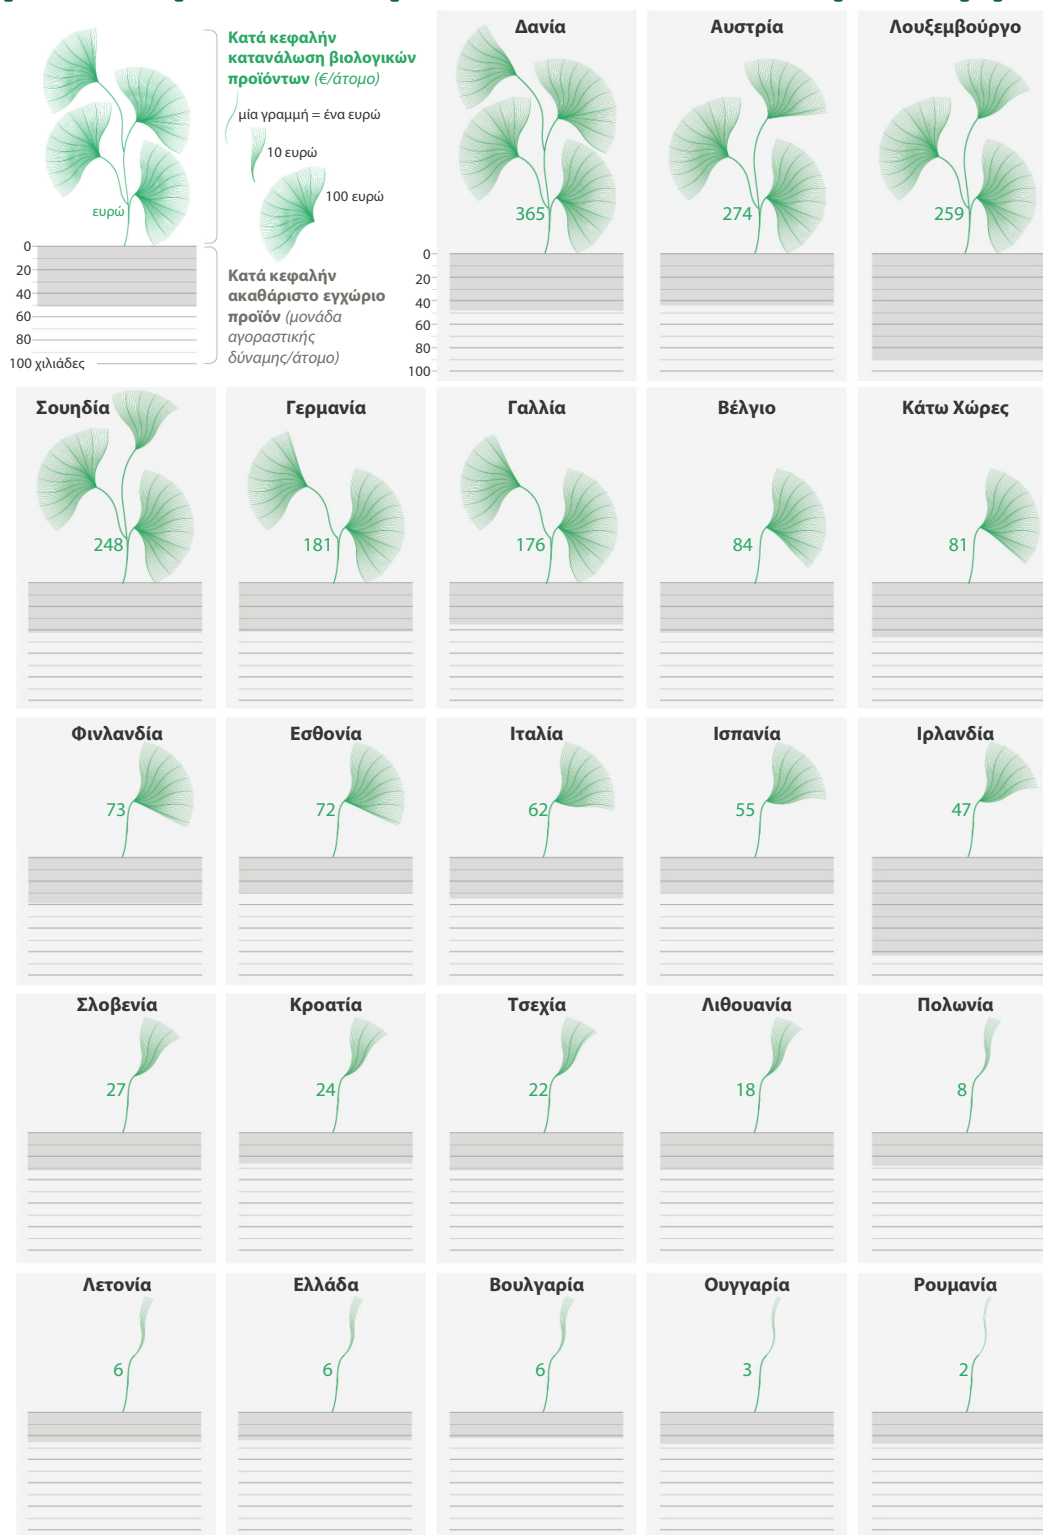 Κατά κεφαλήν
κατανάλωση βιολογικών
προϊόντων (€/άτομο)
μία γραμμή = ένα ευρώ
10 ευρώ
100 ευρώ
ευρώ
0
20
40
60
80
100 χιλιάδες
Κατά κεφαλήν
ακαθάριστο εγχώριο
προϊόν (μονάδα
αγοραστικής
δύναμης/άτομο)
Δανία
365
0
20
40
60
80
100
Αυστρία
274
Λουξεμβούργο
259
Σουηδία
248
Γερμανία
181
Γαλλία
176
Βέλγιο
84
Κάτω Χώρες
81
Φινλανδία
73
Εσθονία
72
Ιταλία
62
Ισπανία
55
Ιρλανδία
47
Σλοβενία
27
Κροατία
24
Τσεχία
22
Λιθουανία
18
Πολωνία
8
Λετονία
6
Ελλάδα
6
Βουλγαρία
6
Ουγγαρία
3
Ρουμανία
2